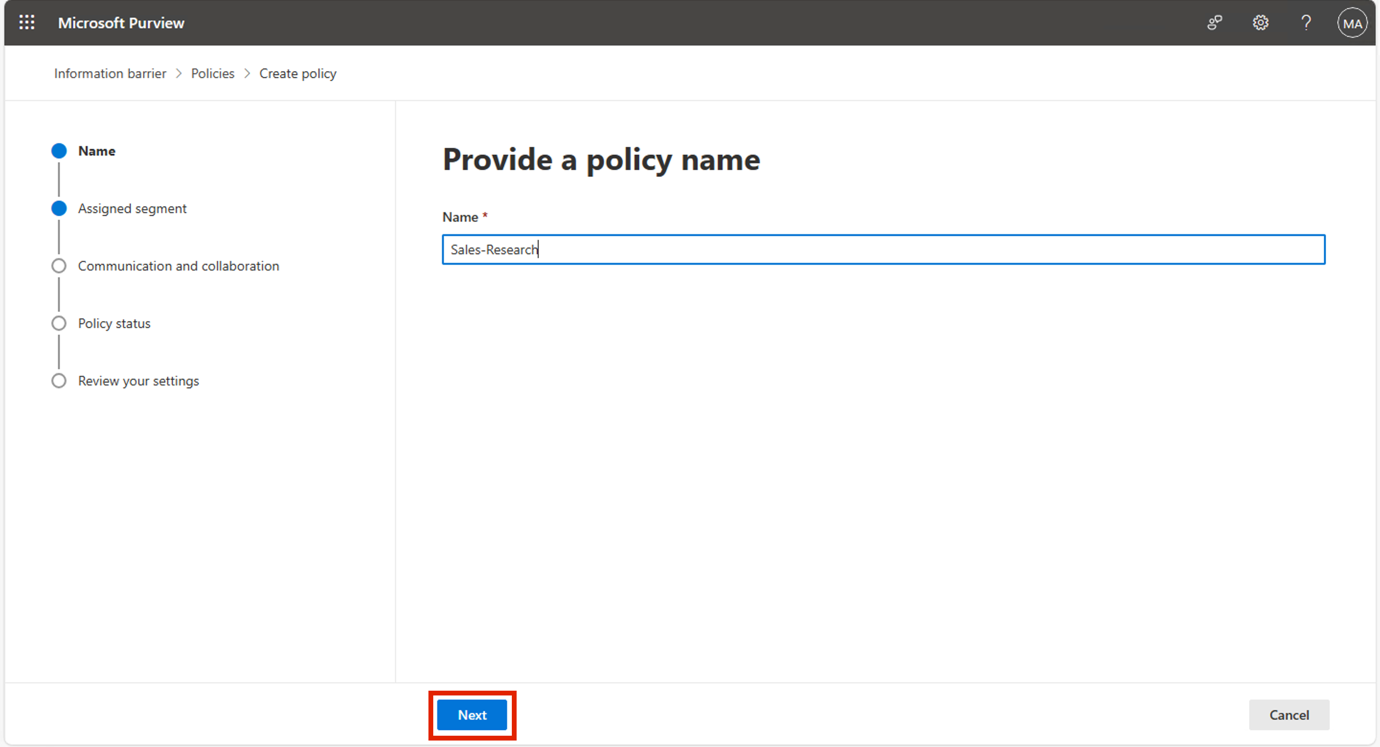 Microsoft Purview
MA
Information barrier > Policies > Create policy
Name
Assigned segment
Communication and collaboration
Policy status
Review your settings
Provide a policy name
Name *
Sales-Research
Next
Cancel